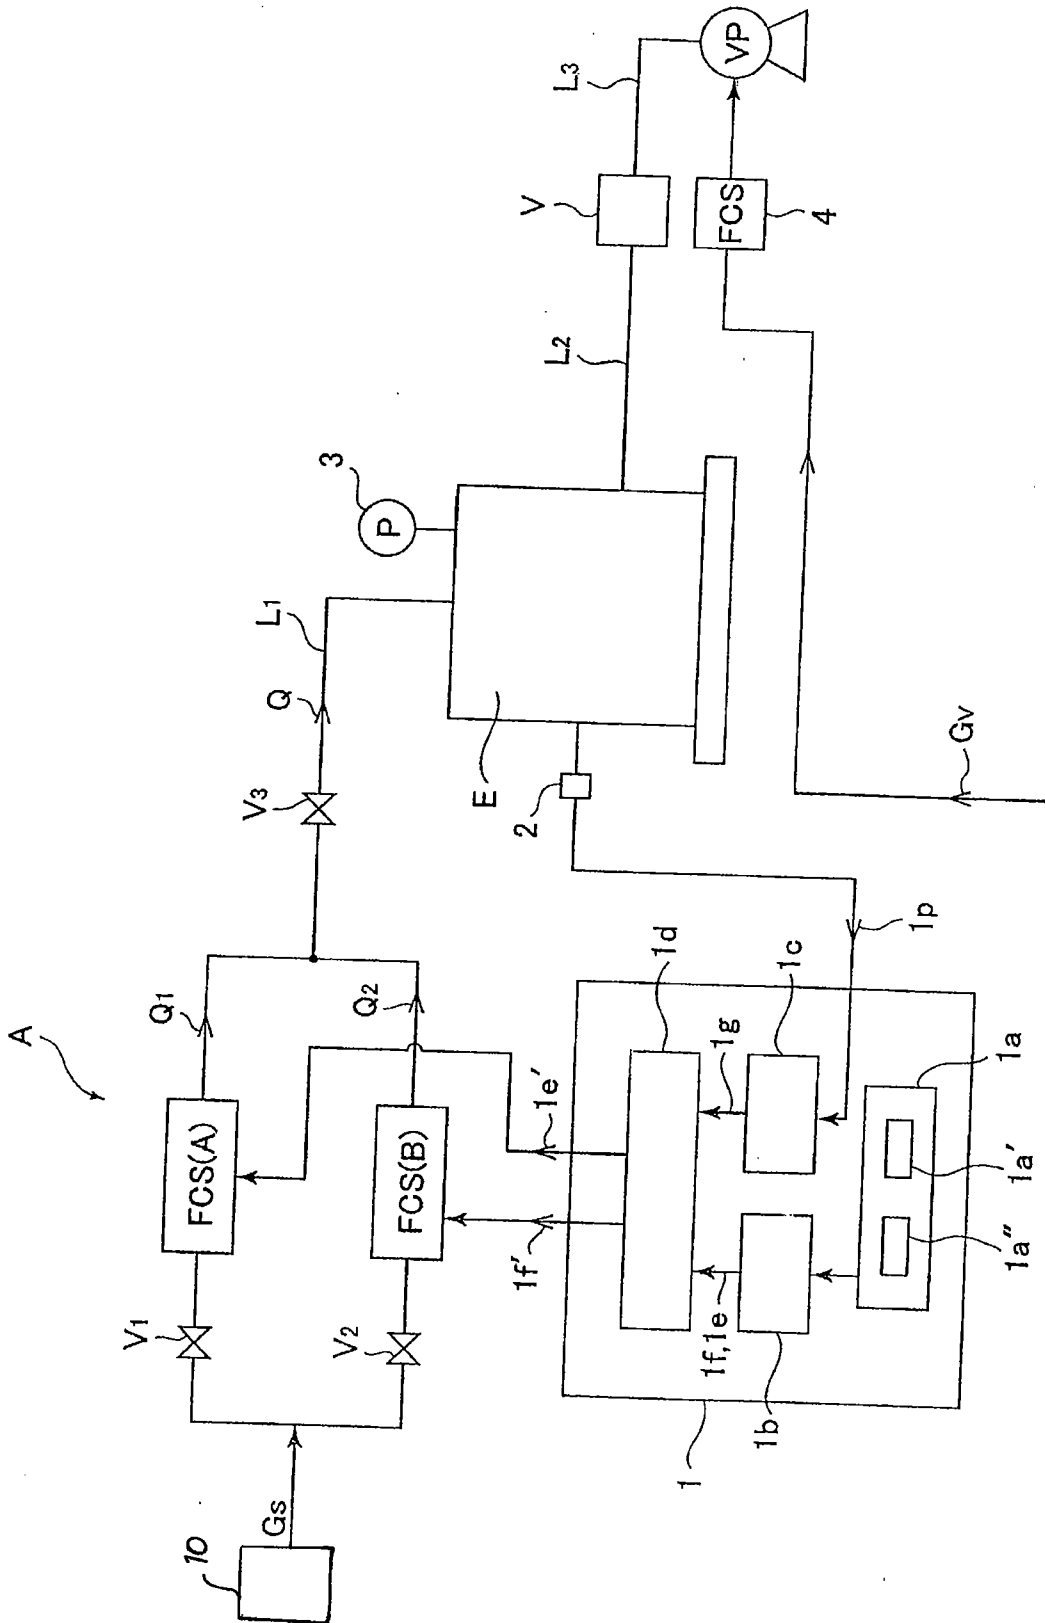 A
10
Gs
V1
V2
FCS(A)
FCS(B)
Q1
Q2
V3
Q
L1
3
P
E
2
L2
V
L3
VP
FCS
4
Gv
1p
1
1f'
1e'
1d
1g
1c
1f,1e
1b
1a
1a'
1a"